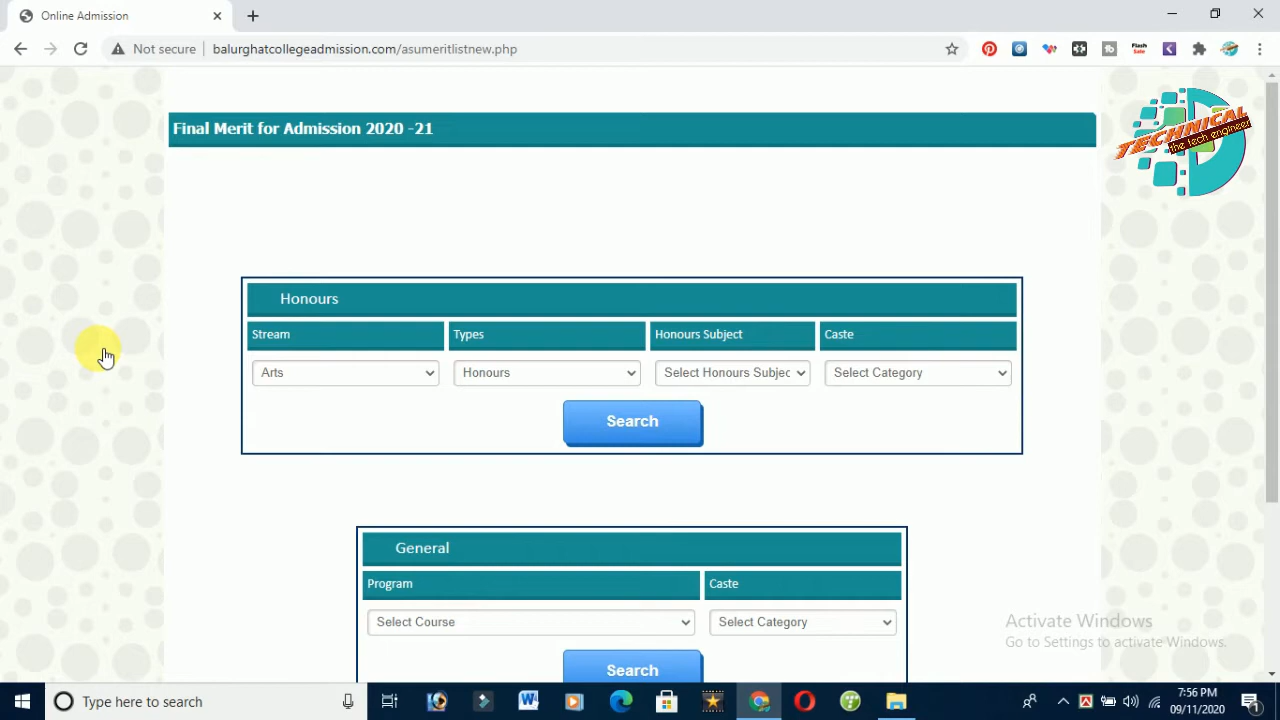 Online Admission
Not secure
balurghatcollegeadmission.com/asumeritlistnew.php
Flash
Sale
Final Merit for Admission 2020 -21
TECHNICAL
the tech engineer
Honours
Stream
Types
Honours Subject
Caste
Arts
Honours
Select Honours Subjec
Select Category
Search
General
Program
Caste
Select Course
Select Category
Activate Windows
Go to Settings to activate Windows.
Search
Type here to search
7:56 PM
09/11/2020
1